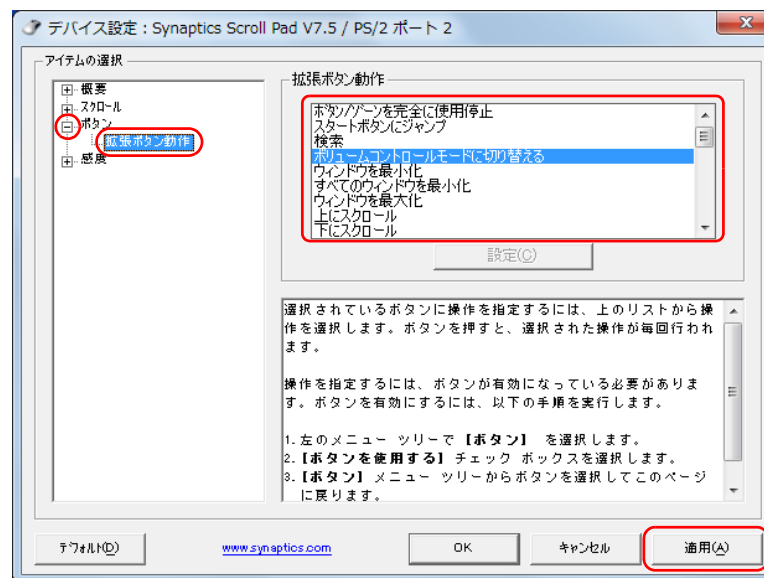 デバイス設定 : Synaptics Scroll Pad V7.5 / PS/2 ポート 2
アイテムの選択
概要
スクロール
ボタン
拡張ボタン動作
感度
拡張ボタン動作
ボタン/ゾーンを完全に使用停止
スタートボタンにジャンプ
検索
ボリュームコントロールモードに切り替える
ウィンドウを最小化
すべてのウィンドウを最小化
ウィンドウを最大化
上にスクロール
下にスクロール
設定(C)
選択されているボタンに操作を指定するには、上のリストから操
作を選択します。ボタンを押すと、選択された操作が毎回行われ
ます。
操作を指定するには、ボタンが有効になっている必要がありま
す。ボタンを有効にするには、以下の手順を実行します。
1. 左のメニュー ツリーで【ボタン】 を選択します。
2.【ボタンを使用する】チェック ボックスを選択します。
3.【ボタン】メニュー ツリーからボタンを選択してこのページ
に戻ります。
デフォルト(D)
www.synaptics.com
OK
キャンセル
適用(A)